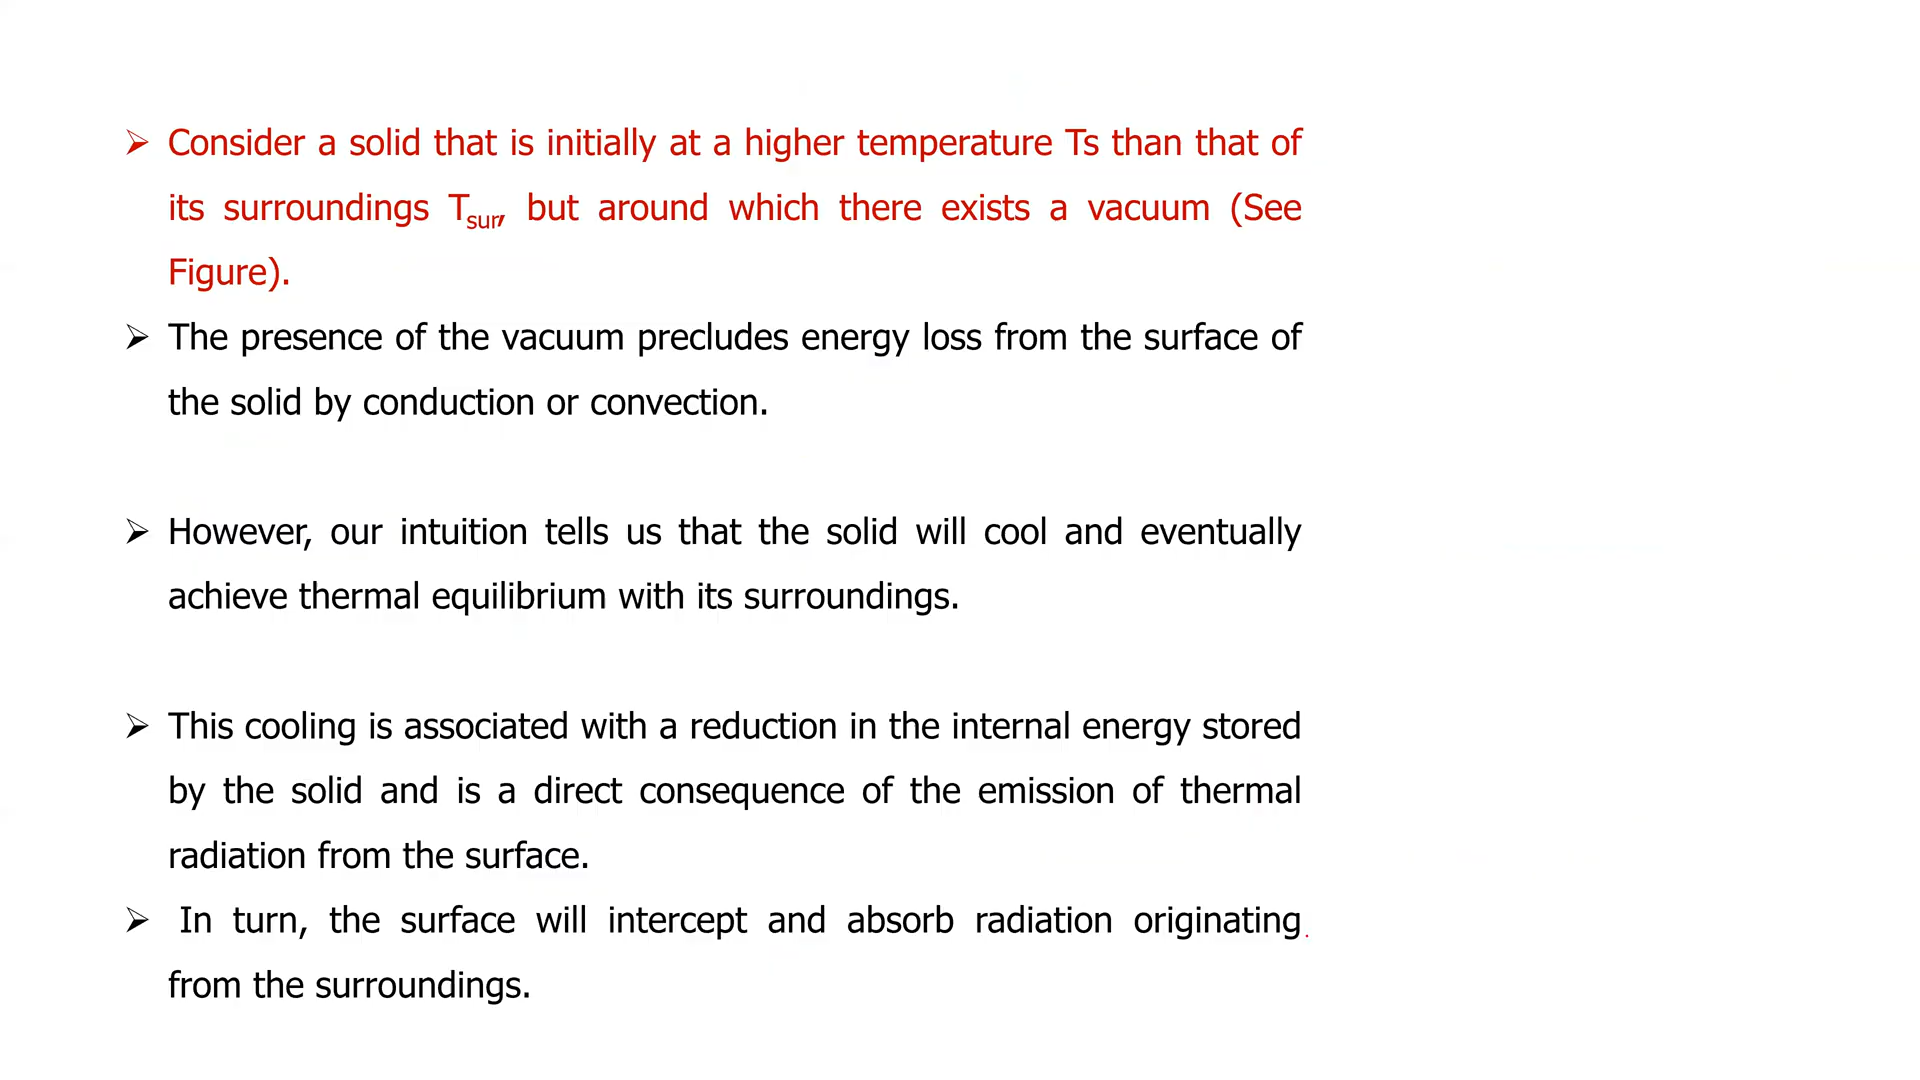 ➢ Consider a solid that is initially at a higher temperature Ts than that of
its surroundings Tsur, but around which there exists a vacuum (See
Figure).
➢ The presence of the vacuum precludes energy loss from the surface of
the solid by conduction or convection.
➢ However, our intuition tells us that the solid will cool and eventually
achieve thermal equilibrium with its surroundings.
➢ This cooling is associated with a reduction in the internal energy stored
by the solid and is a direct consequence of the emission of thermal
radiation from the surface.
➢ In turn, the surface will intercept and absorb radiation originating
from the surroundings.